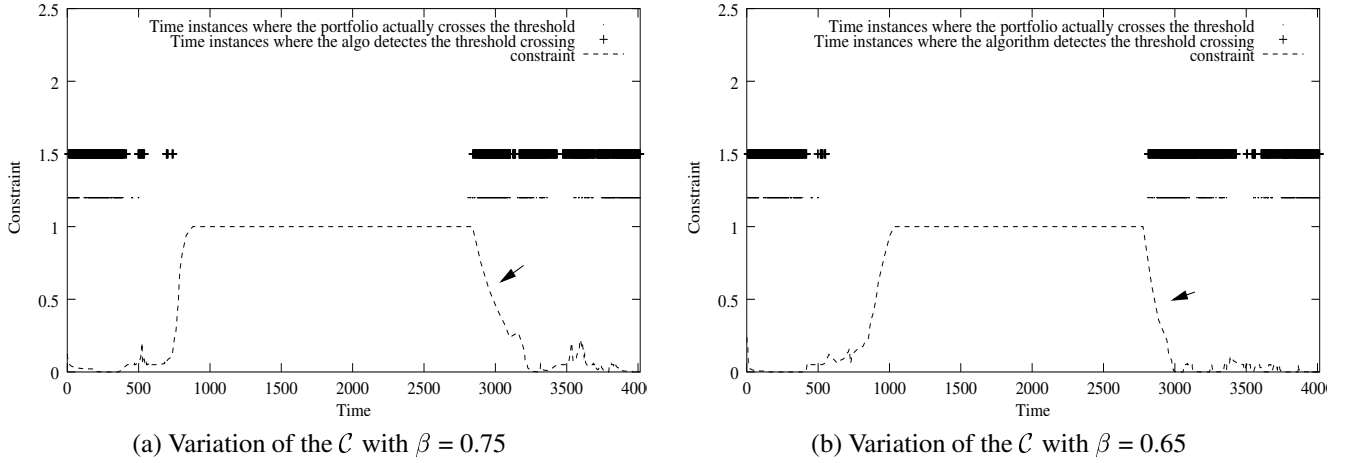 Time instances where the portfolio actually crosses the threshold
Time instances where the algo detectes the threshold crossing
constraint
2.5
2
1.5
1
0.5
0
Constraint
0 500 1000 1500 2000 2500 3000 3500 400
Time
(a) Variation of the C with β = 0.75
Time instances where the portfolio actually crosses the threshold
Time instances where the algorithm detectes the threshold crossing
constraint
2.5
2
1.5
1
0.5
0
Constraint
0 500 1000 1500 2000 2500 3000 3500 400
Time
(b) Variation of the C with β = 0.65